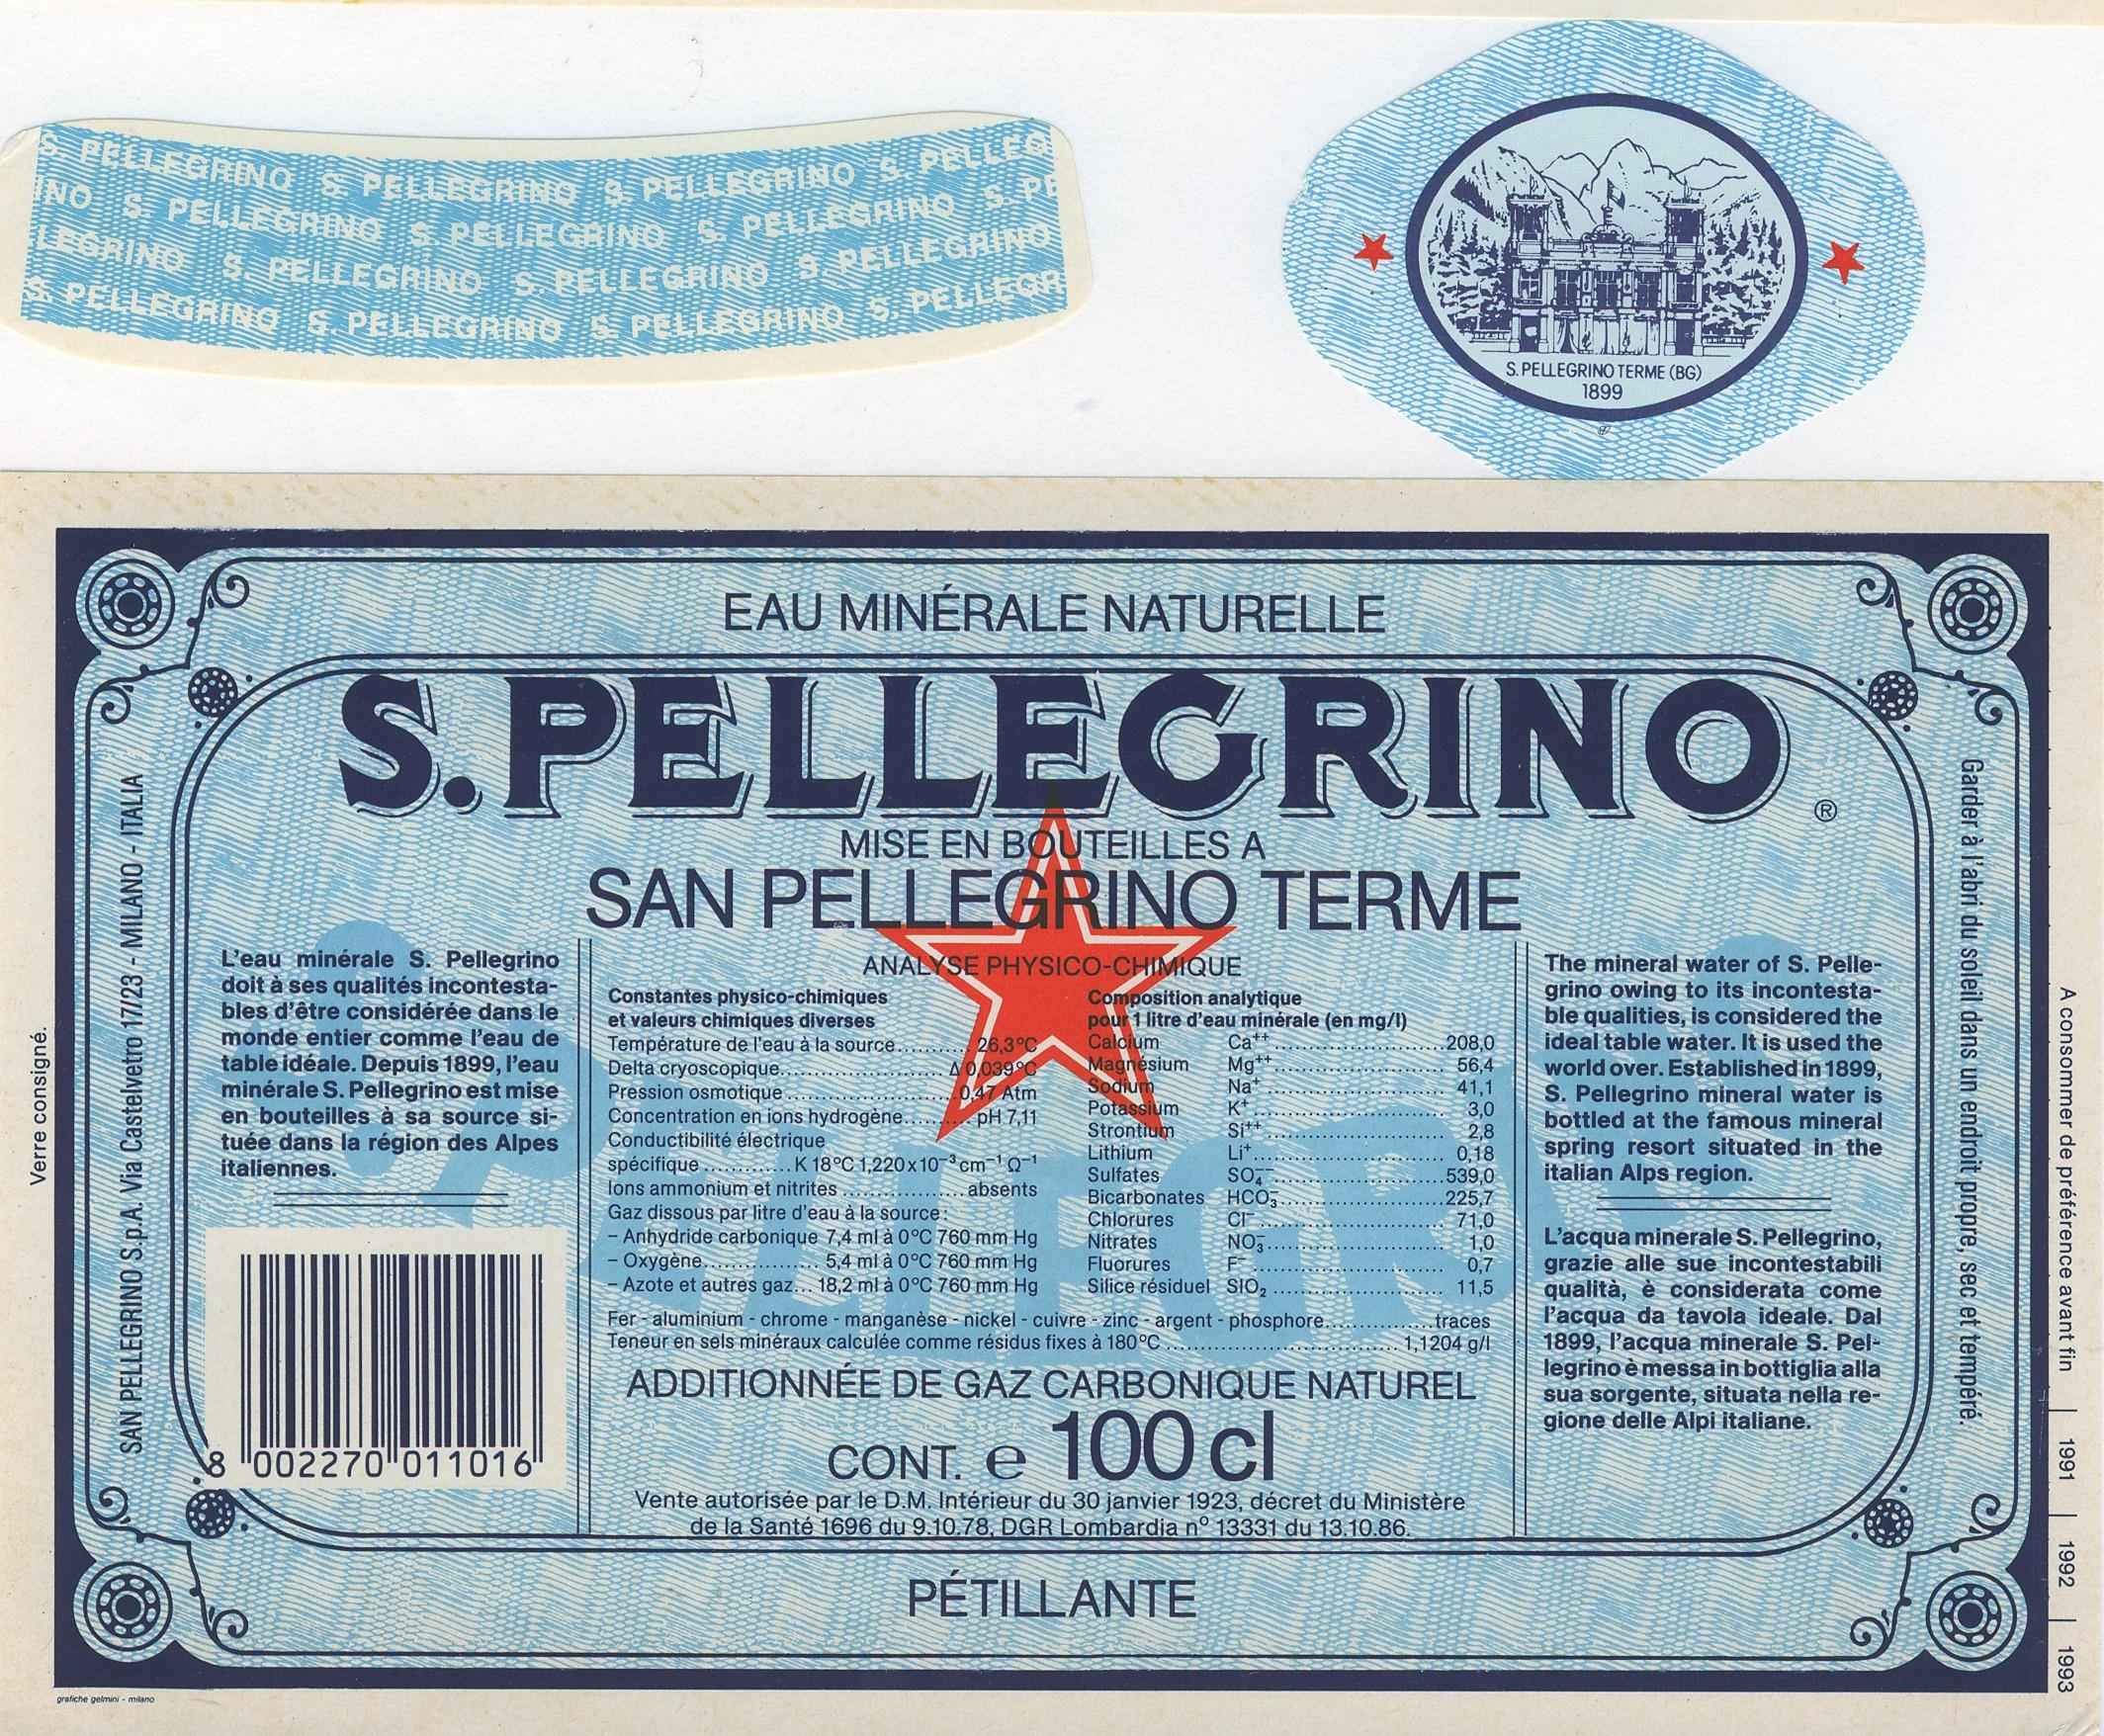 S. PELLEGRINO S. PELLEGRINO S. PELLEGRINO S. PELLEG
INO S. PELLEGRINO S. PELLEGRINO S. PELLEGRINO S. PE
LEGRINO S. PELLEGRINO S. PELLEGRINO S. PELLEGRINO
S. PELLEGRINO S. PELLEGRINO S. PELLEGRINO S. PELLEGR
S. PELLEGRINO TERME (BG)
1899
EAU MINÉRALE NATURELLE
S.PELLEGRINO ®
MISE EN BOUTEILLES A
SAN PELLEGRINO TERME
L'eau minérale S. Pellegrino
doit à ses qualités incontesta-
bles d'être considérée dans le
monde entier comme l'eau de
table idéale. Depuis 1899, l'eau
minérale S. Pellegrino est mise
en bouteilles à sa source si-
tuée dans la région des Alpes
italiennes.
8 002270 011016
ANALYSE PHYSICO-CHIMIQUE
Constantes physico-chimiques
et valeurs chimiques diverses
Température de l'eau à la source.......... 26,3°C
Delta cryoscopique....................... Δ 0,039°C
Pression osmotique ....................... 0,47 Atm
Concentration en ions hydrogène......... pH 7,11
Conductibilité électrique
spécifique ............ K 18°C 1,220x10⁻³ cm⁻¹ Ω⁻¹
Ions ammonium et nitrites ................. absents
Gaz dissous par litre d'eau à la source:
– Anhydride carbonique 7,4 ml à 0°C 760 mm Hg
– Oxygène................ 5,4 ml à 0°C 760 mm Hg
– Azote et autres gaz... 18,2 ml à 0°C 760 mm Hg
Composition analytique
pour 1 litre d'eau minérale (en mg/l)
Calcium Ca⁺⁺ ........................ 208,0
Magnésium Mg⁺⁺ ........................ 56,4
Sodium Na⁺ ........................ 41,1
Potassium K⁺ ........................ 3,0
Strontium Si⁺⁺ ........................ 2,8
Lithium Li⁺ ........................ 0,18
Sulfates SO₄⁻⁻ ........................ 539,0
Bicarbonates HCO₃⁻ ........................ 225,7
Chlorures Cl⁻ ........................ 71,0
Nitrates NO₃⁻ ........................ 1,0
Fluorures F⁻ ........................ 0,7
Silice résiduel SIO₂ ........................ 11,5
Fer - aluminium - chrome - manganèse - nickel - cuivre - zinc - argent - phosphore................traces
Teneur en sels minéraux calculée comme résidus fixes à 180°C ................................. 1,1204 g/l
ADDITIONNÉE DE GAZ CARBONIQUE NATUREL
CONT. e 100 cl
Vente autorisée par le D.M. Intérieur du 30 janvier 1923, décret du Ministère
de la Santé 1696 du 9.10.78, DGR Lombardia nº 13331 du 13.10.86.
The mineral water of S. Pelle-
grino owing to its incontesta-
ble qualities, is considered the
ideal table water. It is used the
world over. Established in 1899,
S. Pellegrino mineral water is
bottled at the famous mineral
spring resort situated in the
italian Alps region.
L'acqua minerale S. Pellegrino,
grazie alle sue incontestabili
qualità, è considerata come
l'acqua da tavola ideale. Dal
1899, l'acqua minerale S. Pel-
legrino è messa in bottiglia alla
sua sorgente, situata nella re-
gione delle Alpi italiane.
PÉTILLANTE
Verre consigné.
SAN PELLEGRINO S.p.A. Via Castelvetro 17/23 - MILANO - ITALIA
Garder à l'abri du soleil dans un endroit propre, sec et tempéré.
A consommer de préférence avant fin | 1991 | 1992 | 1993
grafiche gelmini - milano